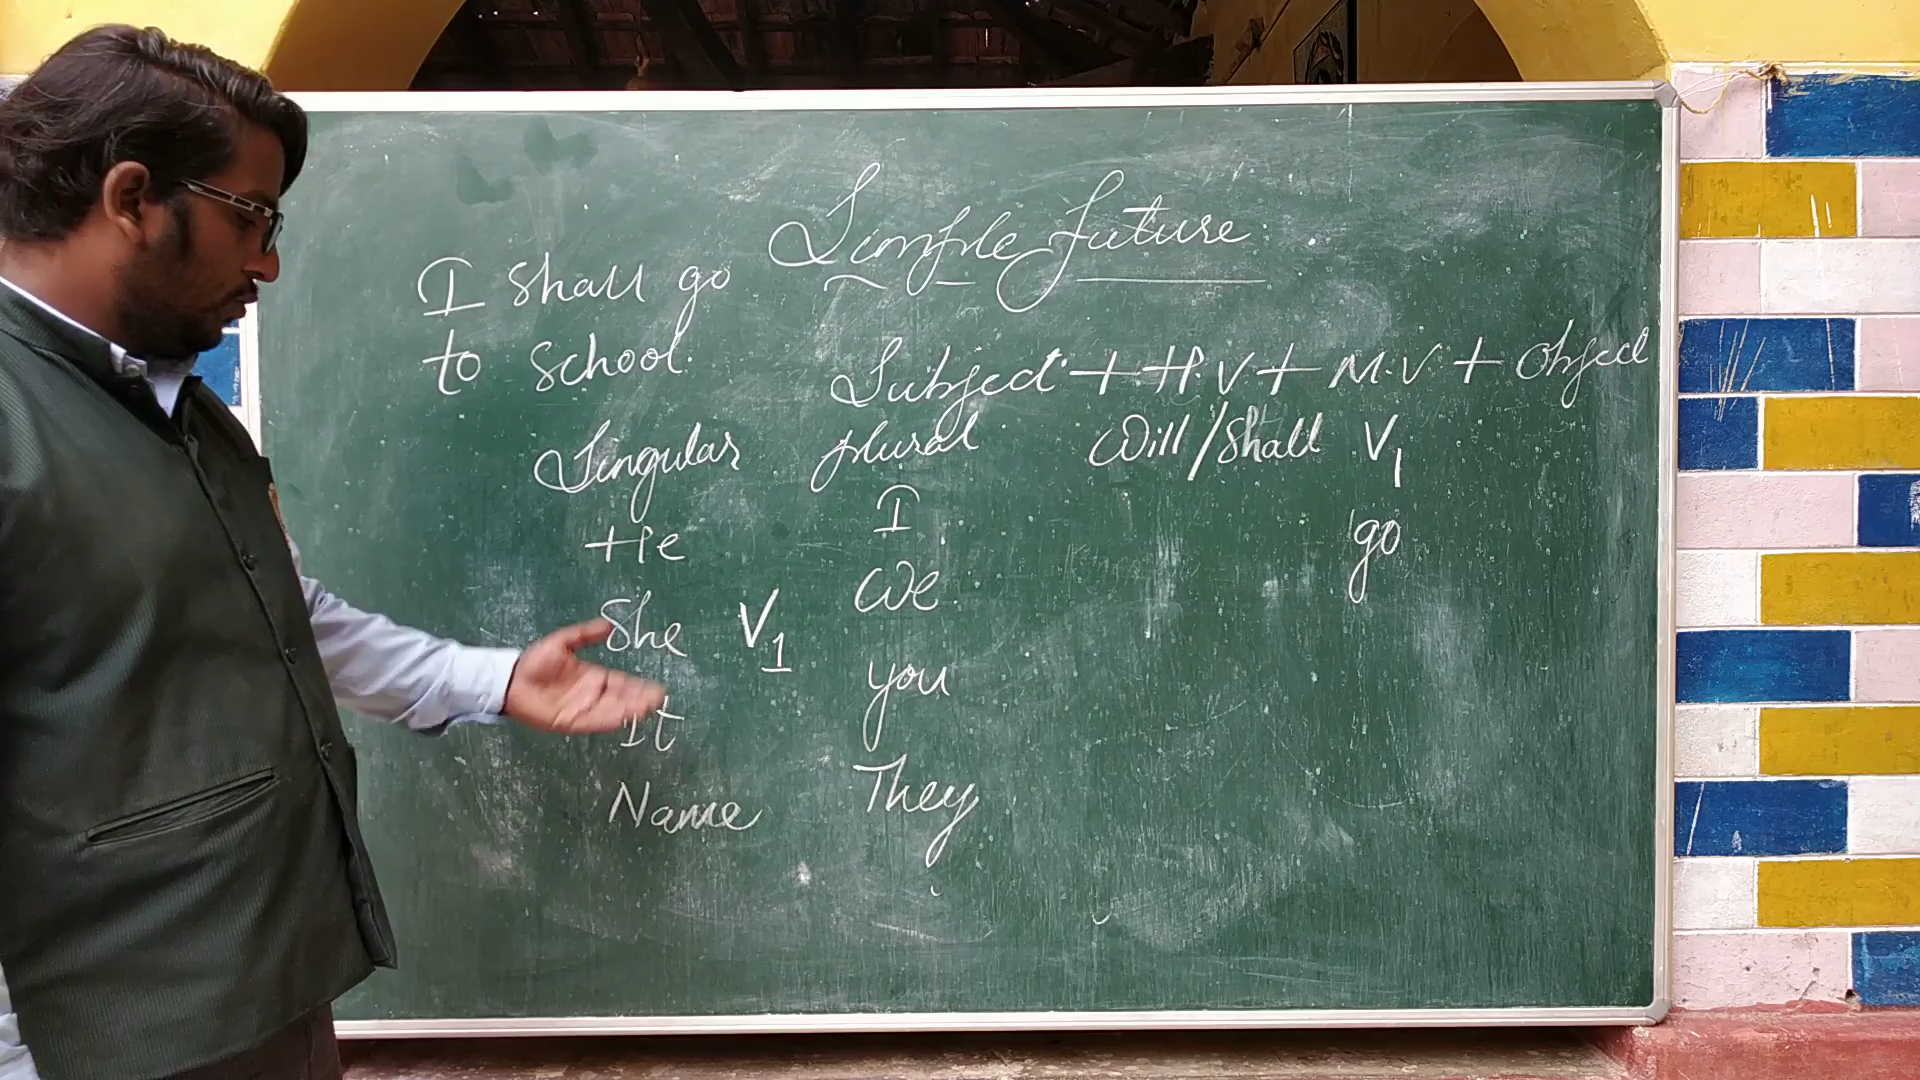 Simple future
I shall go
to school.
Subject + H.V + M.V + Object
Singular plural Will/Shall V1
I
He go
We
She V1
you
It
Name They